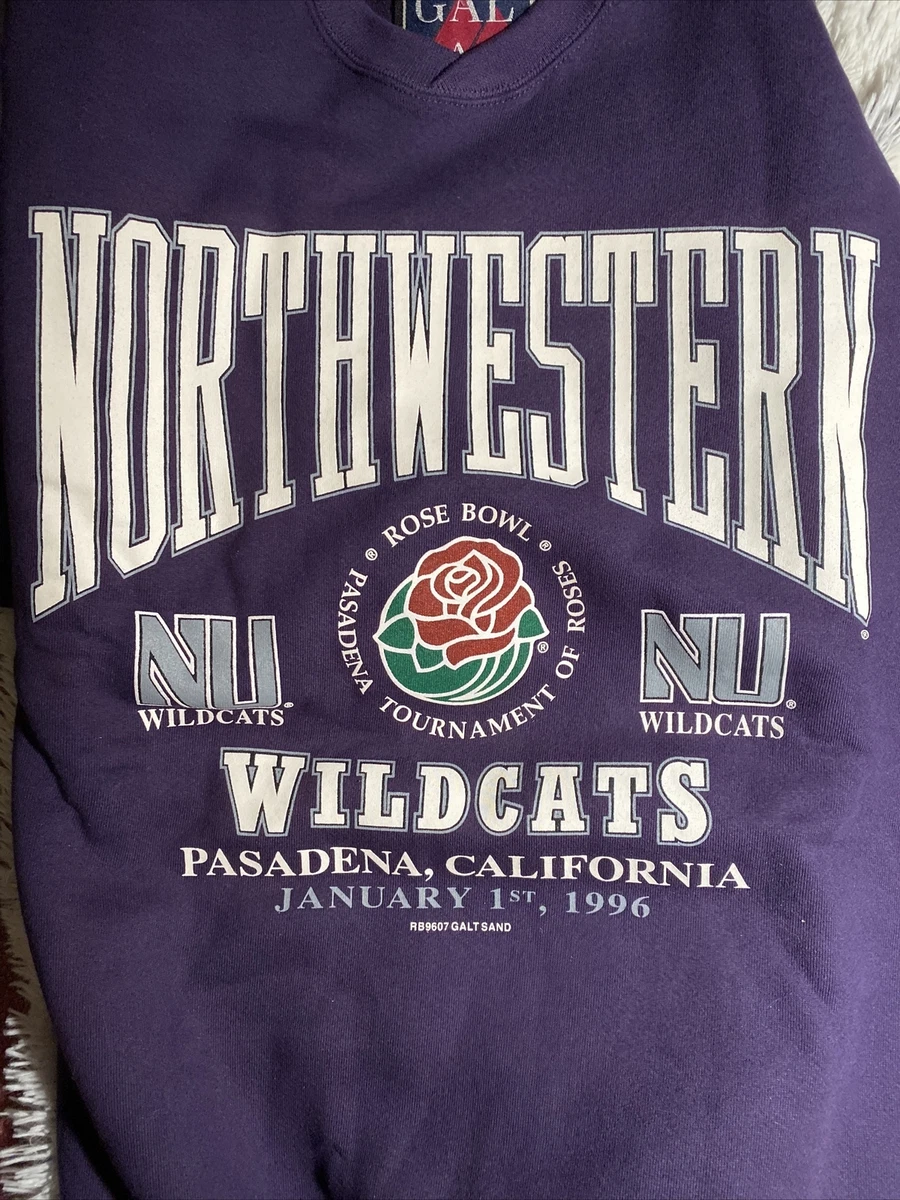 GAL
NORTHWESTERN®
® ROSE BOWL ®
PASADENA TOURNAMENT OF ROSES
®
NU®
WILDCATS
NU®
WILDCATS
WILDCATS
PASADENA, CALIFORNIA
JANUARY 1ST, 1996
RB9607 GALT SAND